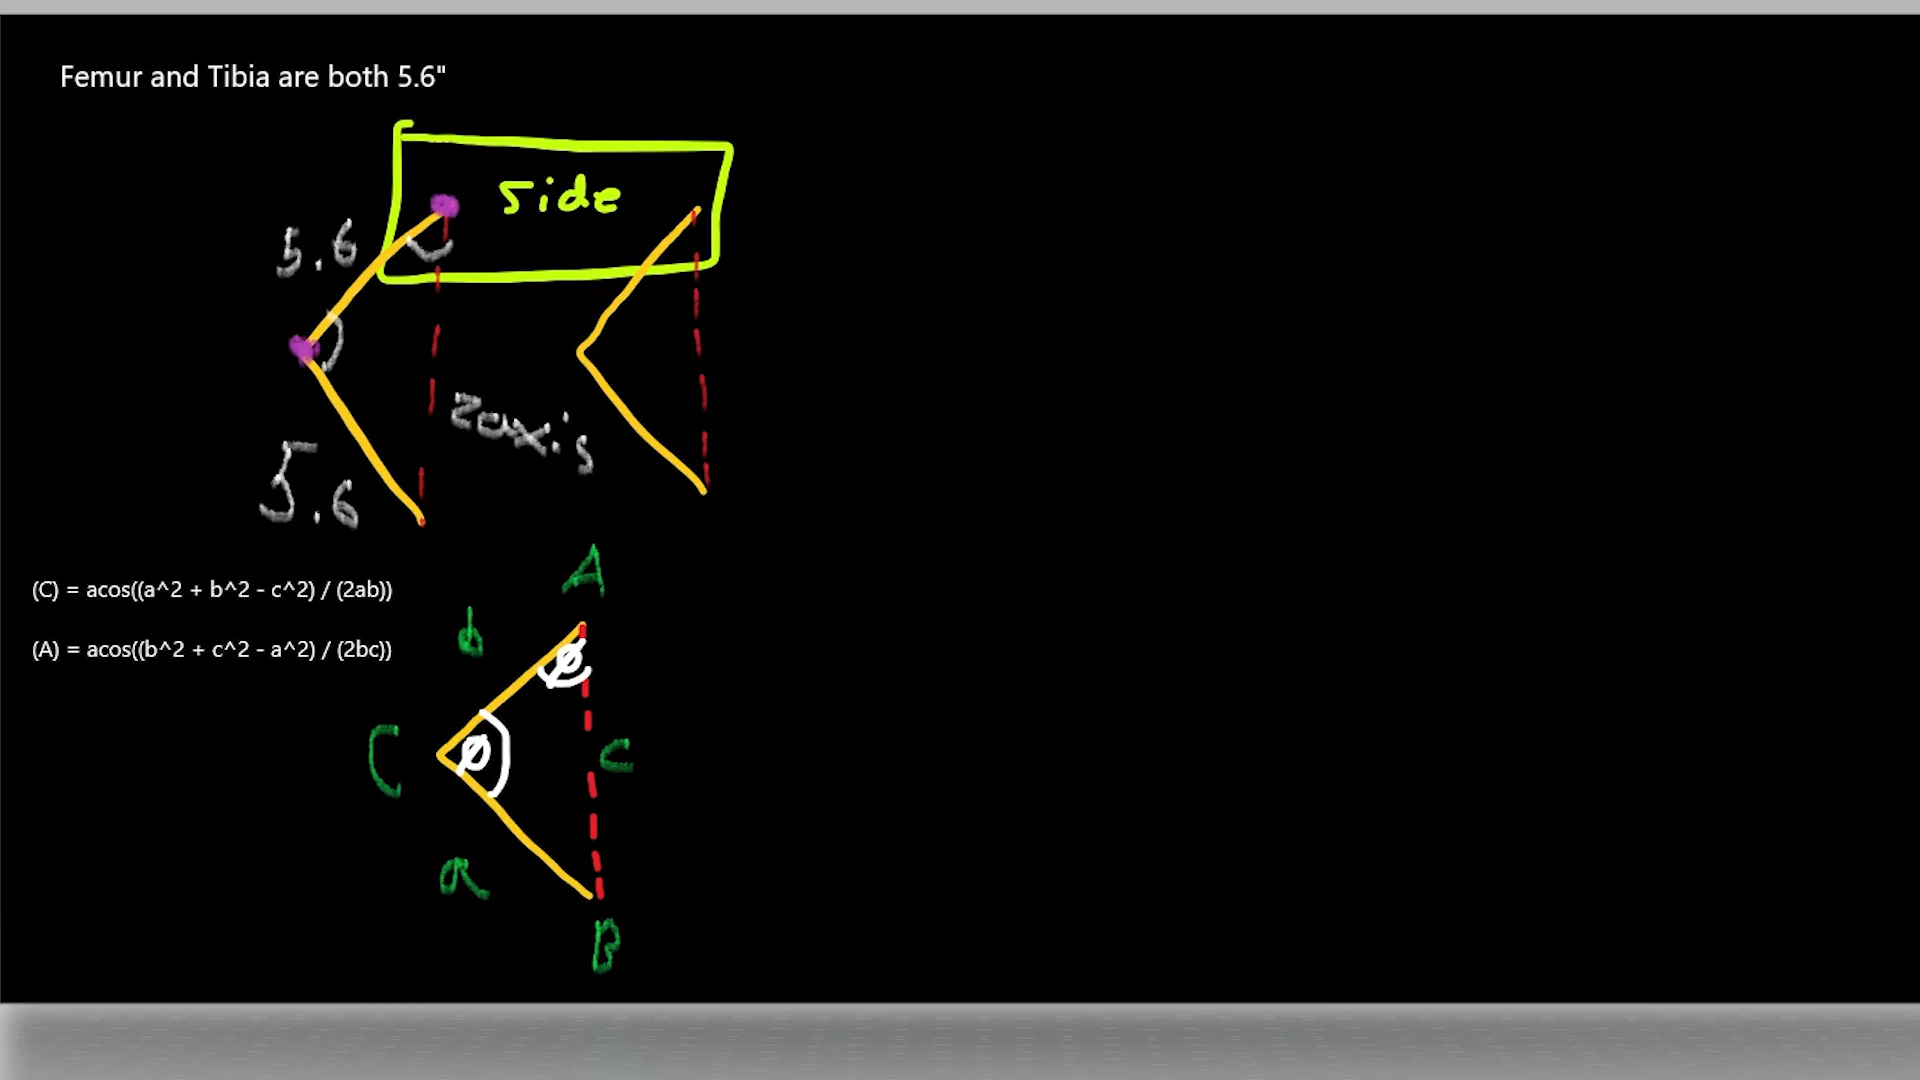 Femur and Tibia are both 5.6"
side
5.6
z axis
5.6
(C) = acos((a^2 + b^2 - c^2) / (2ab))
(A) = acos((b^2 + c^2 - a^2) / (2bc))
A
b
ø
C
ø
c
a
B